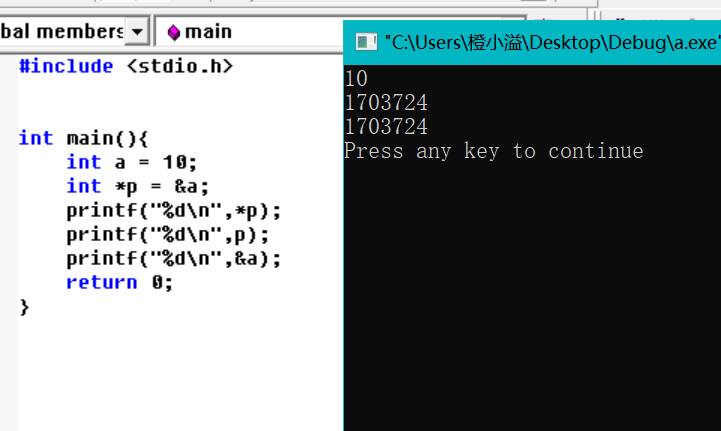 bal members
main
#include <stdio.h>
int main(){
int a = 10;
int *p = &a;
printf("%d\n",*p);
printf("%d\n",p);
printf("%d\n",&a);
return 0;
}
"C:\Users\橙小溢\Desktop\Debug\a.exe"
10
1703724
1703724
Press any key to continue